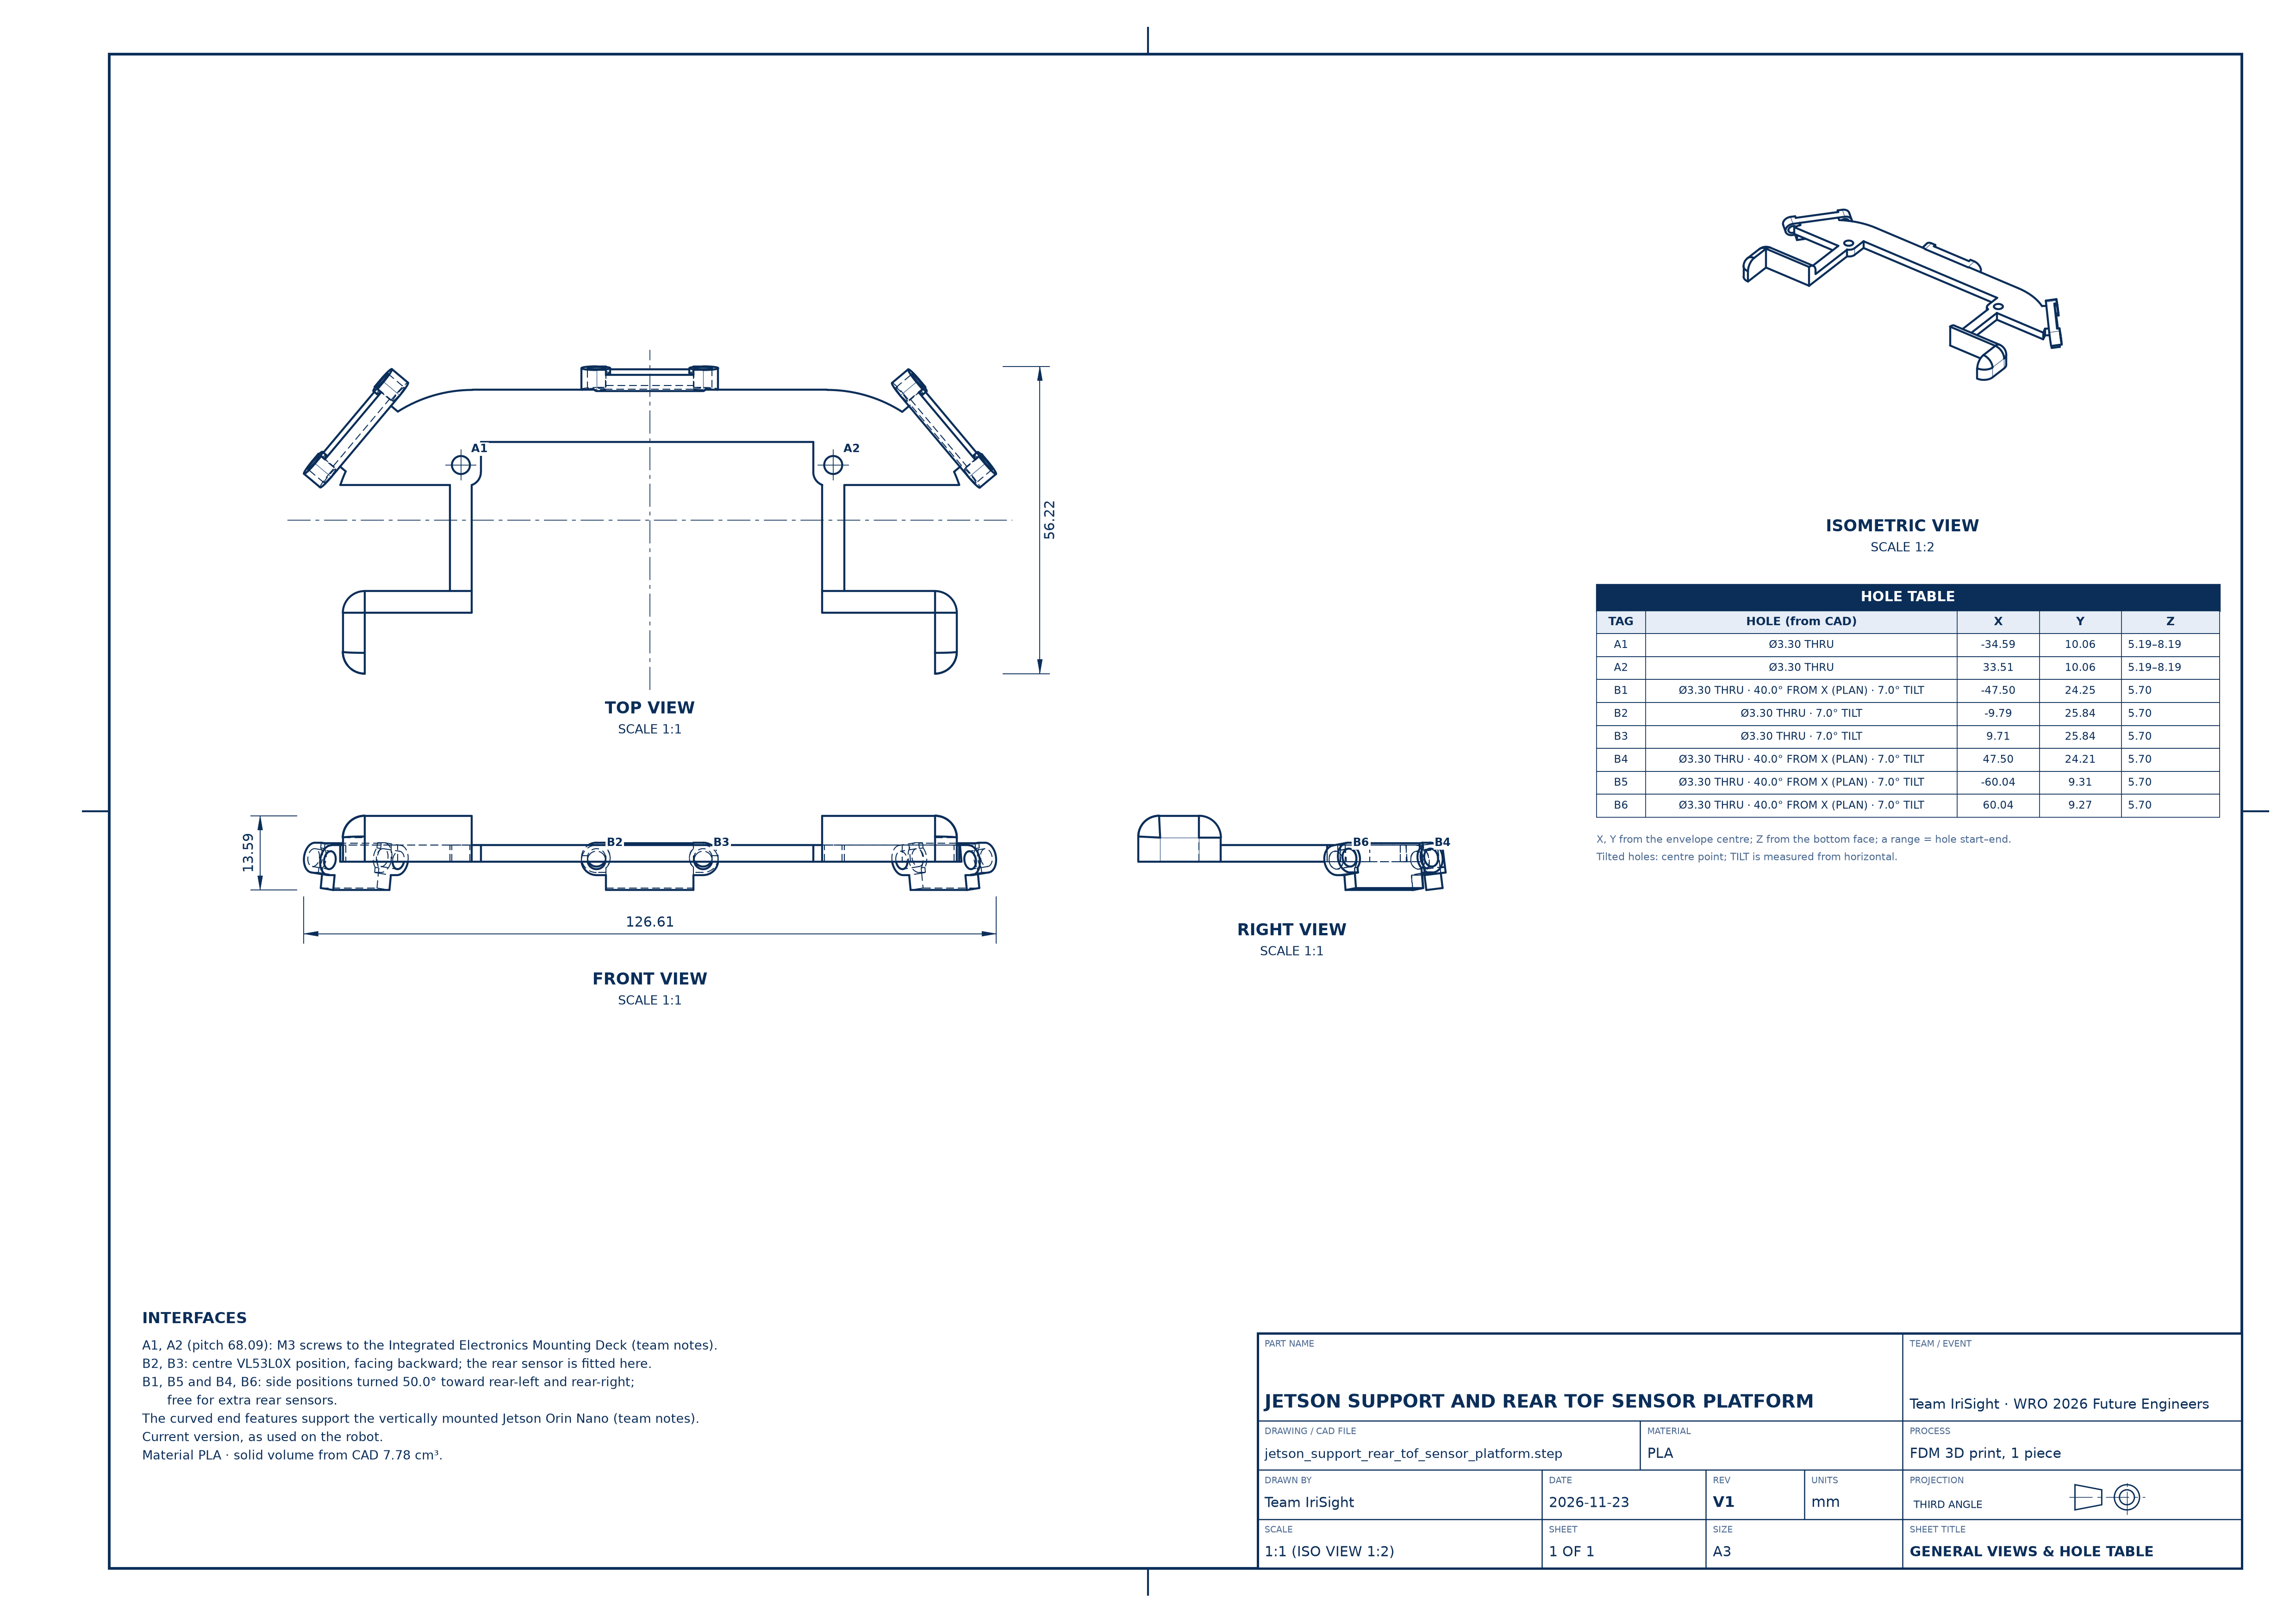 A1
A2
56.22
TOP VIEW
SCALE 1:1
ISOMETRIC VIEW
SCALE 1:2
HOLE TABLE
TAG HOLE (from CAD) X Y Z
A1 Ø3.30 THRU -34.59 10.06 5.19–8.19
A2 Ø3.30 THRU 33.51 10.06 5.19–8.19
B1 Ø3.30 THRU · 40.0° FROM X (PLAN) · 7.0° TILT -47.50 24.25 5.70
B2 Ø3.30 THRU · 7.0° TILT -9.79 25.84 5.70
B3 Ø3.30 THRU · 7.0° TILT 9.71 25.84 5.70
B4 Ø3.30 THRU · 40.0° FROM X (PLAN) · 7.0° TILT 47.50 24.21 5.70
B5 Ø3.30 THRU · 40.0° FROM X (PLAN) · 7.0° TILT -60.04 9.31 5.70
B6 Ø3.30 THRU · 40.0° FROM X (PLAN) · 7.0° TILT 60.04 9.27 5.70
X, Y from the envelope centre; Z from the bottom face; a range = hole start–end.
Tilted holes: centre point; TILT is measured from horizontal.
13.59
B2
B3
126.61
FRONT VIEW
SCALE 1:1
B6
B4
RIGHT VIEW
SCALE 1:1
INTERFACES
A1, A2 (pitch 68.09): M3 screws to the Integrated Electronics Mounting Deck (team notes).
B2, B3: centre VL53L0X position, facing backward; the rear sensor is fitted here.
B1, B5 and B4, B6: side positions turned 50.0° toward rear-left and rear-right;
free for extra rear sensors.
The curved end features support the vertically mounted Jetson Orin Nano (team notes).
Current version, as used on the robot.
Material PLA · solid volume from CAD 7.78 cm³.
PART NAME
JETSON SUPPORT AND REAR TOF SENSOR PLATFORM
TEAM / EVENT
Team IriSight · WRO 2026 Future Engineers
DRAWING / CAD FILE
jetson_support_rear_tof_sensor_platform.step
MATERIAL
PLA
PROCESS
FDM 3D print, 1 piece
DRAWN BY
Team IriSight
DATE
2026-11-23
REV
V1
UNITS
mm
PROJECTION
THIRD ANGLE
SCALE
1:1 (ISO VIEW 1:2)
SHEET
1 OF 1
SIZE
A3
SHEET TITLE
GENERAL VIEWS & HOLE TABLE